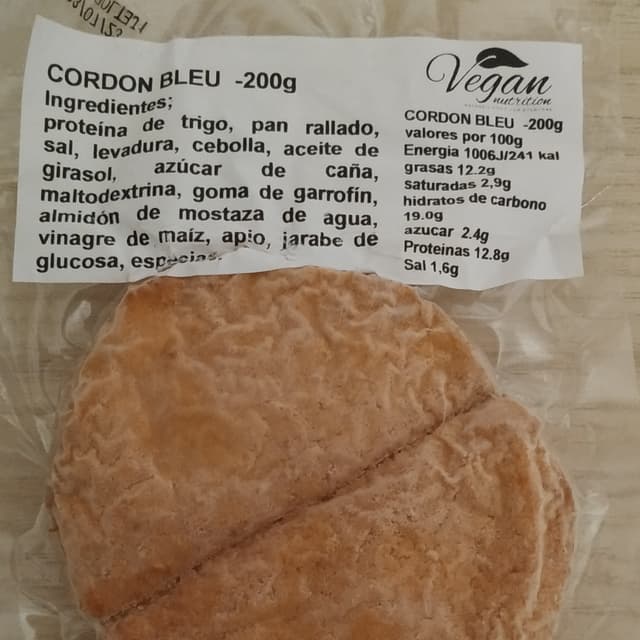 CORDON BLEU -200g
Ingredientes;
proteína de trigo, pan rallado,
sal, levadura, cebolla, aceite de
girasol, azúcar de caña,
maltodextrina, goma de garrofín,
almidón de mostaza de agua,
vinagre de maíz, apio, jarabe de
glucosa, especias.
Vegan
nutrition
CORDON BLEU -200g
valores por 100g
Energia 1006J/241 kal
grasas 12.2g
saturadas 2,9g
hidratos de carbono
19.0g
azucar 2.4g
Proteinas 12.8g
Sal 1,6g